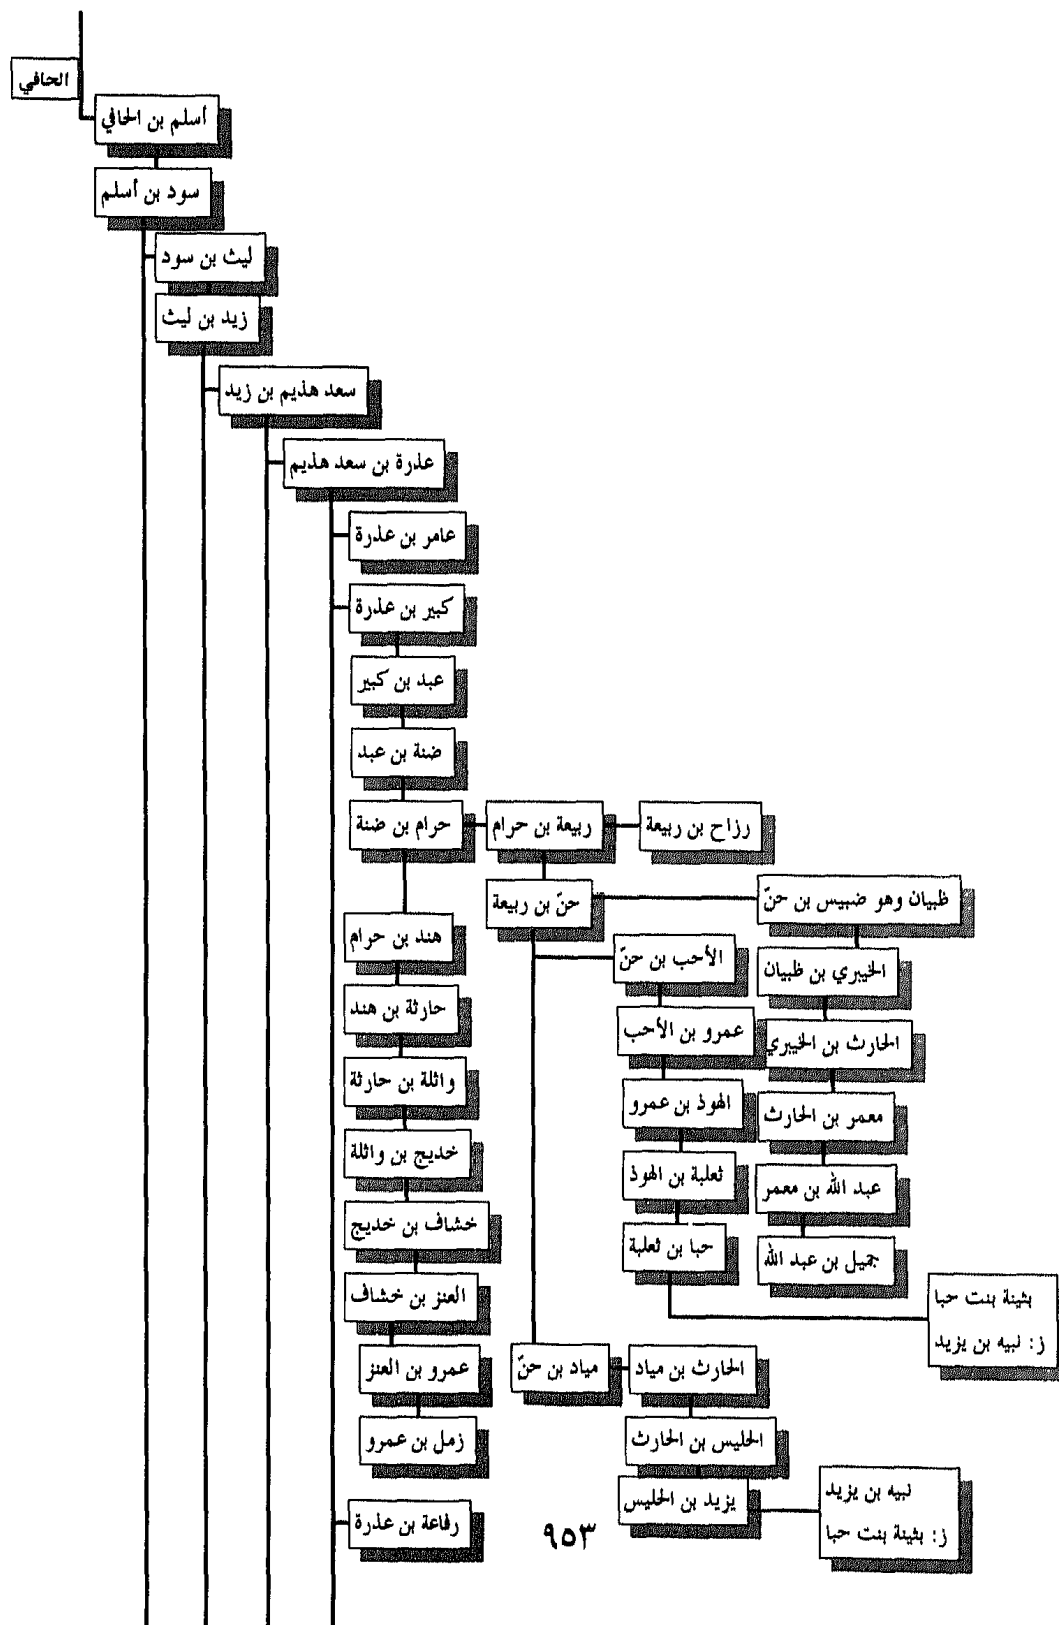 الحافي
أسلم بن الحافي
سود بن أسلم
ليث بن سود
زيد بن ليث
سعد هذيم بن زيد
عذرة بن سعد هذيم
عامر بن عذرة
كبير بن عذرة
عبد بن كبير
ضنة بن عبد
حرام بن ضنة
ربيعة بن حرام
رزاح بن ربيعة
حنّ بن ربيعة
ظبيان وهو ضبيس بن حنّ
هند بن حرام
الأحب بن حنّ
الخيبري بن ظبيان
حارثة بن هند
عمرو بن الأحب
الحارث بن الخيبري
واثلة بن حارثة
الهوذ بن عمرو
معمر بن الحارث
خديج بن واثلة
ثعلبة بن الهوذ
عبد الله بن معمر
خشاف بن خديج
حبا بن ثعلبة
جميل بن عبد الله
العنز بن خشاف
بثينة بنت حبا
ز: نبيه بن يزيد
عمرو بن العنز
مياد بن حنّ
الحارث بن مياد
زمل بن عمرو
الحليس بن الحارث
يزيد بن الحليس
نبيه بن يزيد
ز: بثينة بنت حبا
رفاعة بن عذرة
٩٥٣